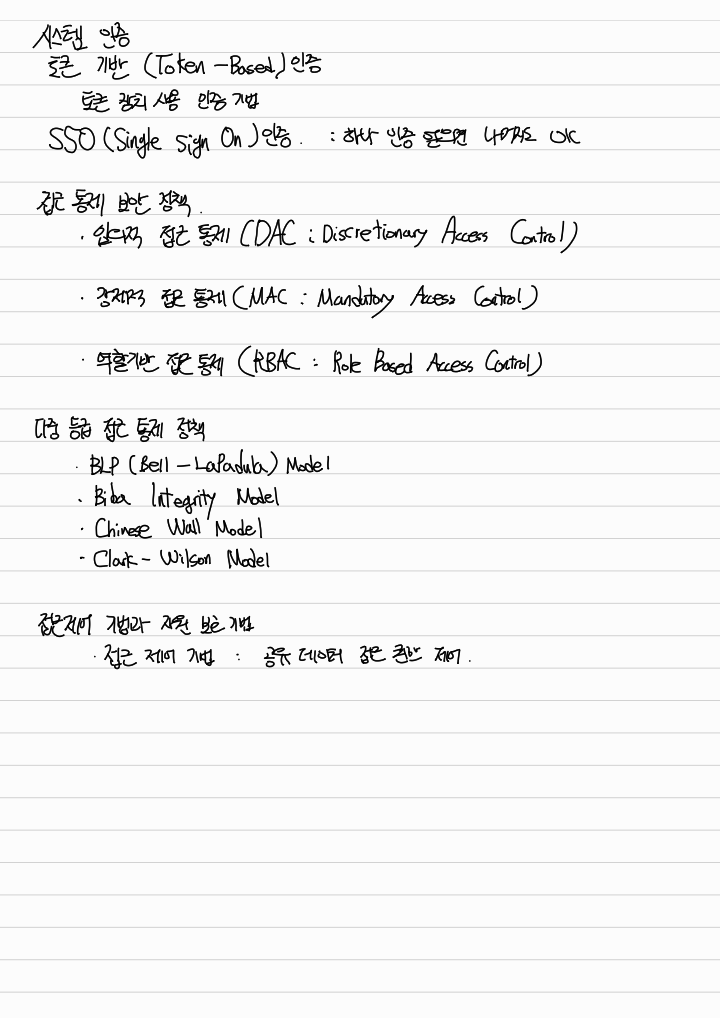 시스템 인증
토큰 기반 (Token-Based) 인증
토큰 장치 사용 인증 기법
SSO (Single Sign On) 인증. : 하나 인증 받으면 나머지도 OK
접근 통제 보안 정책.
· 임의적 접근 통제 (DAC : Discretionary Access Control)
· 강제적 접근 통제 (MAC : Mandutory Access Control)
· 역할기반 접근 통제 (RBAC : Role Based Access Control)
다중 등급 접근 통제 정책
· BLP (Bell-LaPadula) Model
· Biba Integrity Model
· Chinese Wall Model
- Clark-Wilson Model
접근제어 기법과 자원 보호 기법
· 접근 제어 기법 : 공유 데이터 접근 권한 제어.